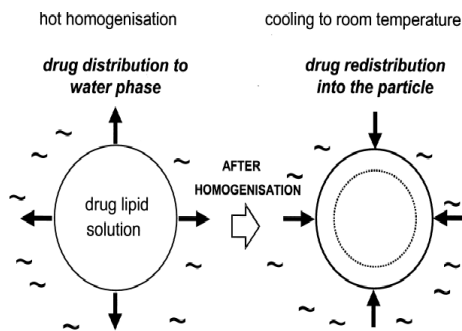 hot homogenisation
cooling to room temperature
drug distribution to
water phase
drug redistribution
into the particle
drug lipid
solution
AFTER
HOMOGENISATION